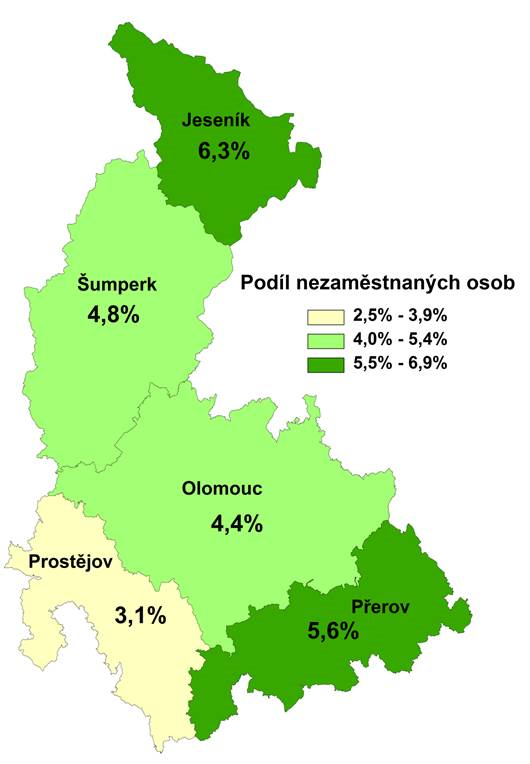 Jeseník
6,3%
Šumperk
4,8%
Podíl nezaměstnaných osob
2,5% - 3,9%
4,0% - 5,4%
5,5% - 6,9%
Olomouc
4,4%
Prostějov
3,1%
Přerov
5,6%